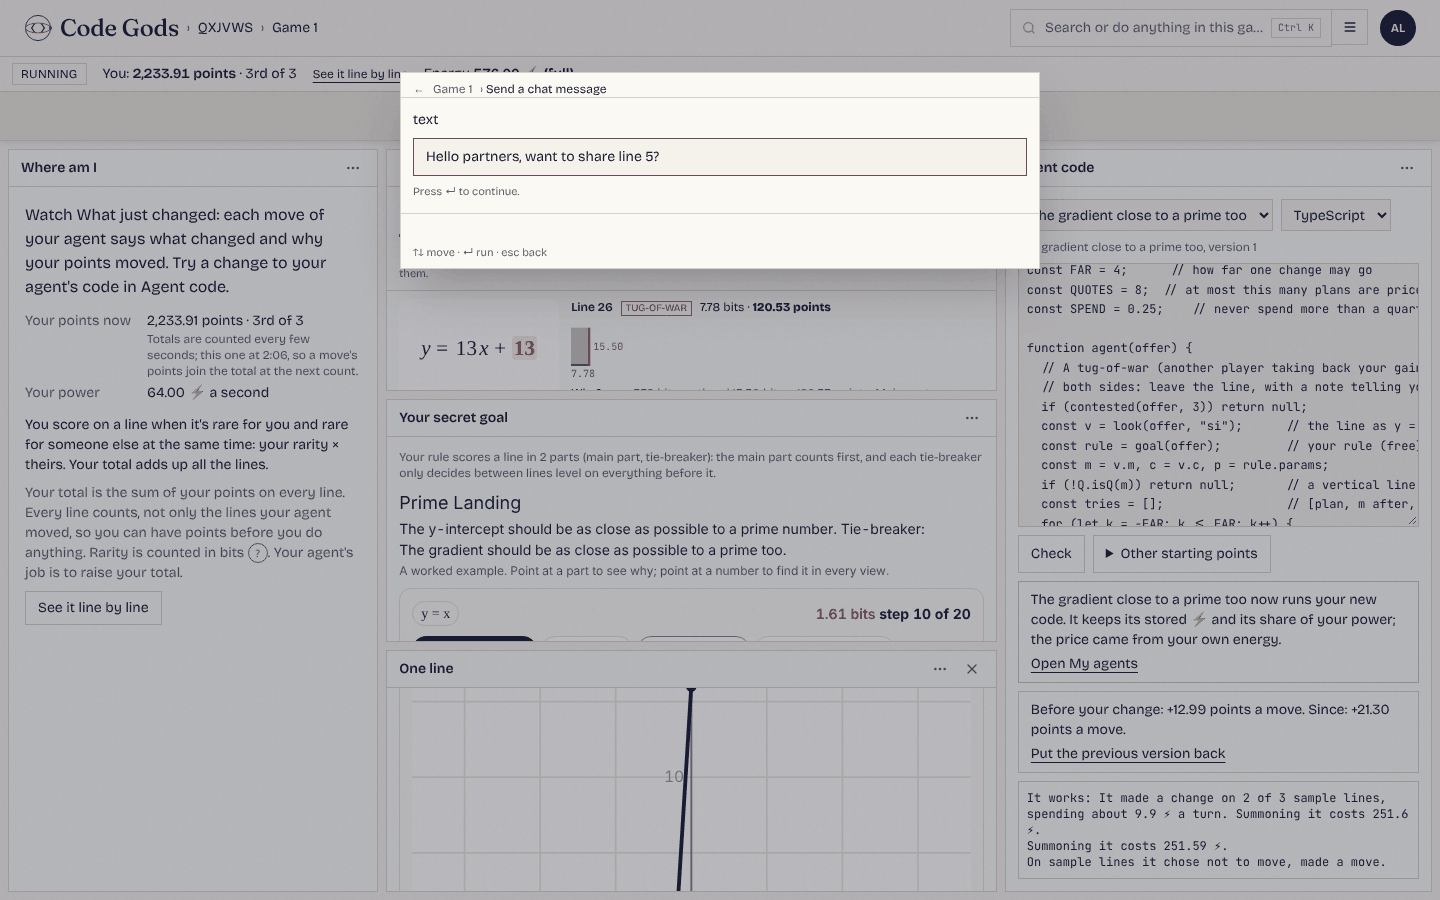 Code Gods › QXJVWS › Game 1
Search or do anything in this ga... Ctrl K
AL
RUNNING You: 2,233.91 points · 3rd of 3 See it line by lin
← Game 1 › Send a chat message
text
Hello partners, want to share line 5?
Press ↵ to continue.
↑↓ move · ↵ run · esc back
Where am I
Watch What just changed: each move of
your agent says what changed and why
your points moved. Try a change to your
agent's code in Agent code.
Your points now 2,233.91 points · 3rd of 3
Totals are counted every few
seconds; this one at 2:06, so a move's
points join the total at the next count.
Your power 64.00 ⚡ a second
You score on a line when it's rare for you and rare
for someone else at the same time: your rarity ×
theirs. Your total adds up all the lines.
Your total is the sum of your points on every line.
Every line counts, not only the lines your agent
moved, so you can have points before you do
anything. Rarity is counted in bits ?. Your agent's
job is to raise your total.
See it line by line
them.
Line 26 TUG-OF-WAR 7.78 bits · 120.53 points
y = 13x + 13
15.50
7.78
Your secret goal
Your rule scores a line in 2 parts (main part, tie-breaker): the main part counts first, and each tie-breaker
only decides between lines level on everything before it.
Prime Landing
The y-intercept should be as close as possible to a prime number. Tie-breaker:
The gradient should be as close as possible to a prime too.
A worked example. Point at a part to see why; point at a number to find it in every view.
y = x 1.61 bits step 10 of 20
One line
10
ent code
he gradient close to a prime too TypeScript
gradient close to a prime too, version 1
const FAR = 4; // how far one change may go
const QUOTES = 8; // at most this many plans are price
const SPEND = 0.25; // never spend more than a quar
function agent(offer) {
// A tug-of-war (another player taking back your gai
// both sides: leave the line, with a note telling yo
if (contested(offer, 3)) return null;
const v = look(offer, "si"); // the line as y =
const rule = goal(offer); // your rule (free)
const m = v.m, c = v.c, p = rule.params;
if (!Q.isQ(m)) return null; // a vertical line
const tries = []; // [plan, m after,
for (let k = -FAR; k <= FAR; k++) {
Check ▶ Other starting points
The gradient close to a prime too now runs your new
code. It keeps its stored ⚡ and its share of your power;
the price came from your own energy.
Open My agents
Before your change: +12.99 points a move. Since: +21.30
points a move.
Put the previous version back
It works: It made a change on 2 of 3 sample lines,
spending about 9.9 ⚡ a turn. Summoning it costs 251.6
⚡.
Summoning it costs 251.59 ⚡.
On sample lines it chose not to move, made a move.